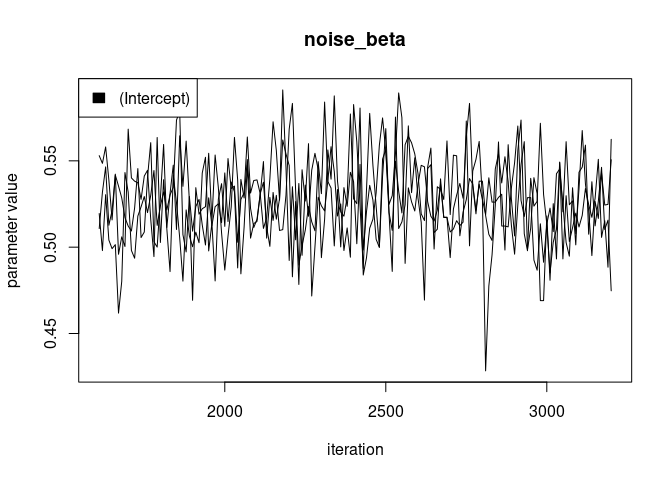 noise_beta
(Intercept)
parameter value
0.55
0.50
0.45
2000
2500
3000
iteration